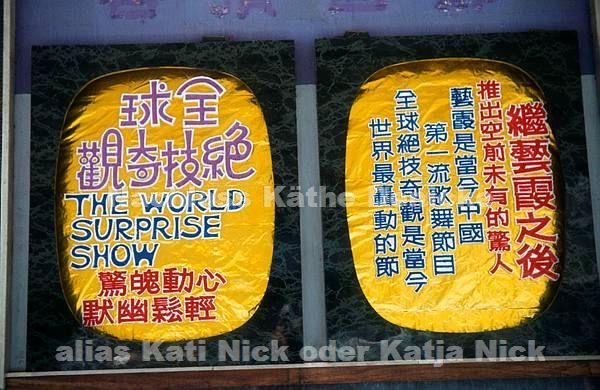 全球
絕技奇觀
THE WORLD
SURPRISE
SHOW
心動魄驚
輕鬆幽默
繼藝霞之後
推出空前未有的驚人
藝霞是當今中國
第一流歌舞節目
全球絕技奇觀是當今
世界最轟動的節
Käthe
alias Kati Nick oder Katja Nick